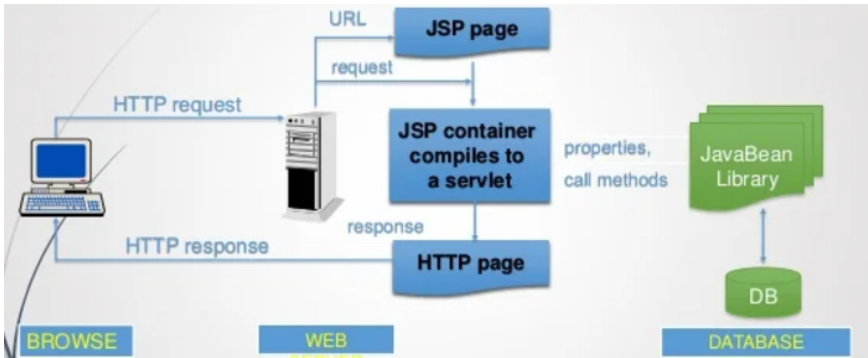 URL
JSP page
request
HTTP request
JSP container
compiles to
a servlet
properties,
call methods
JavaBean
Library
response
HTTP response
HTTP page
DB
BROWSE
WEB
DATABASE